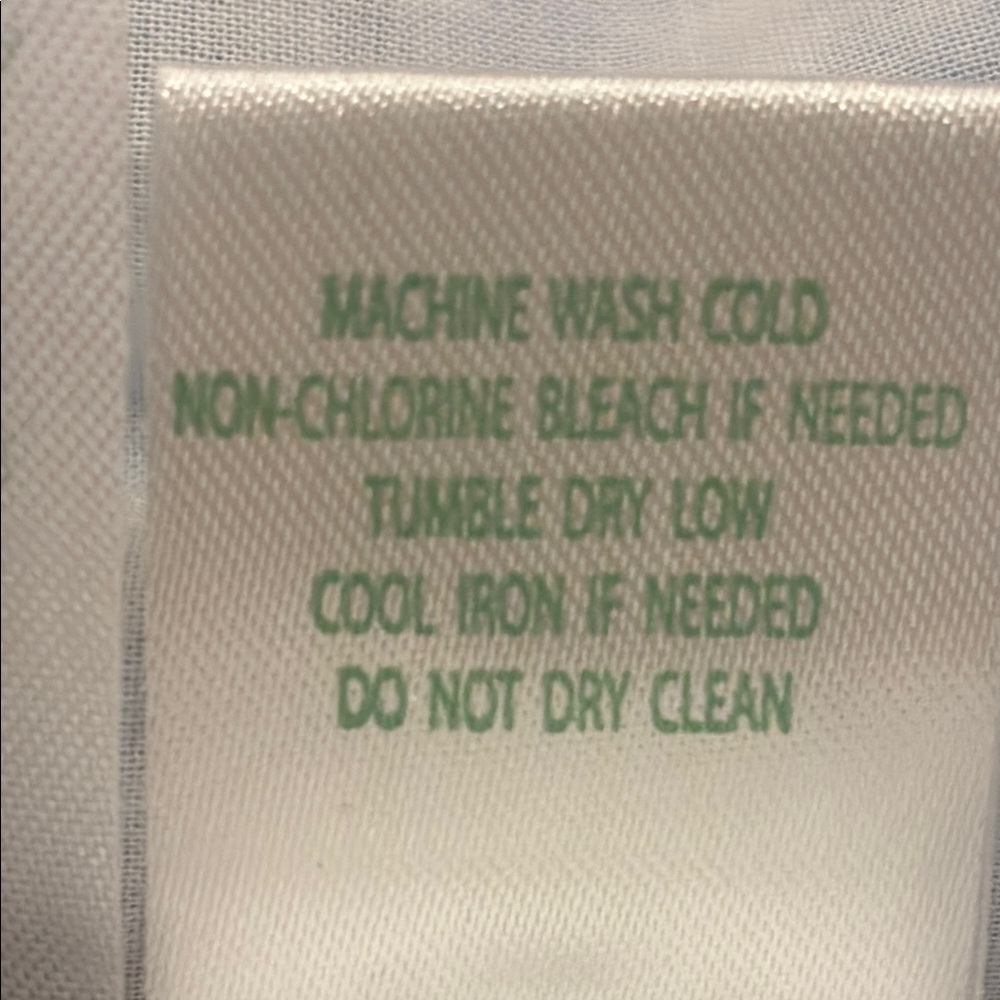 MACHINE WASH COLD
NON-CHLORINE BLEACH IF NEEDED
TUMBLE DRY LOW
COOL IRON IF NEEDED
DO NOT DRY CLEAN